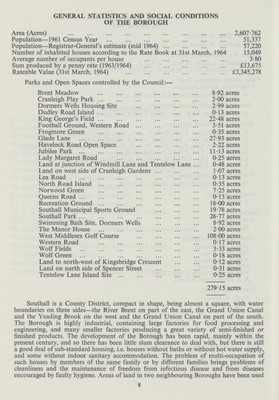 GENERAL STATISTICS AND SOCIAL CONDITIONS
OF THE BOROUGH
Area (Acres) ... 2,607·762
Population—1961 Census Year ... 51,337
Population—Registrar-General's estimate (mid 1964) ... 57,220
Number of inhabited houses according to the Rate Book at 31st March, 1964 15,049
Average number of occupants per house ... 3·80
Sum produced by a penny rate (1963/1964) ... £13,675
Rateable Value (31st March, 1964) ... £3,345,278
Parks and Open Spaces controlled by the Council:—
Brent Meadow ... 8·92 acres
Cranleigh Play Park ... 2·00 acres
Dormers Wells Housing Site ... 2·99 acres
Dudley Road Island ... 0·13 acres
King George's Field ... 22·48 acres
Football Ground, Western Road ... 3·51 acres
Frogmore Green ... 0·35 acres
Glade Lane ... 27·93 acres
Havelock Road Open Space ... 2·22 acres
Jubilee Park ... 11·13 acres
Lady Margaret Road ... 0·25 acres
Land at junction of Windmill Lane and Tentelow Lane ... 0·48 acres
Land on west side of Cranleigh Gardens ... 1·07 acres
Lea Road ... 0·13 acres
North Road Island ... 0·35 acres
Norwood Green ... 7·25 acres
Queens Road ... 0·13 acres
Recreation Ground ... 18·00 acres
Southall Municipal Sports Ground ... 19·78 acres
Southall Park ... 26·77 acres
Swimming Bath Site, Dormers Wells ... 8·92 acres
The Manor House ... 2·00 acres
West Middlesex Golf Course ... 108·00 acres
Western Road ... 0·17 acres
Wolf Fields ... 3·33 acres
Wolf Green ... 0·18 acres
Land to north-west of Kingsbridge Crescent ... 0·12 acres
Land on north side of Spencer Street ... 0·31 acres
Tentelow Lane Island Site ... 0·25 acres
279·15 acres
Southall is a County District, compact in shape, being almost a square, with water
boundaries on three sides—the River Brent on part of the east, the Grand Union Canal
and the Yeading Brook on the west and the Grand Union Canal on part of the south.
The Borough is highly industrial, containing large factories for food processing and
engineering, and many smaller factories producing a great variety of semi-finished or
finished products. The development of the Borough has been rapid, mainly within the
present century, and so there has been little slum clearance to deal with, but there is still
a good deal of sub-standard housing, i.e. houses without baths or without hot water supply,
and some without indoor sanitary accommodation. The problem of multi-occupation of
such houses by members of the same family or by different families brings problems of
cleanliness and the maintenance of freedom from infectious disease and from diseases
encouraged by faulty hygiene. Areas of land in two neighbouring Boroughs have been used
8